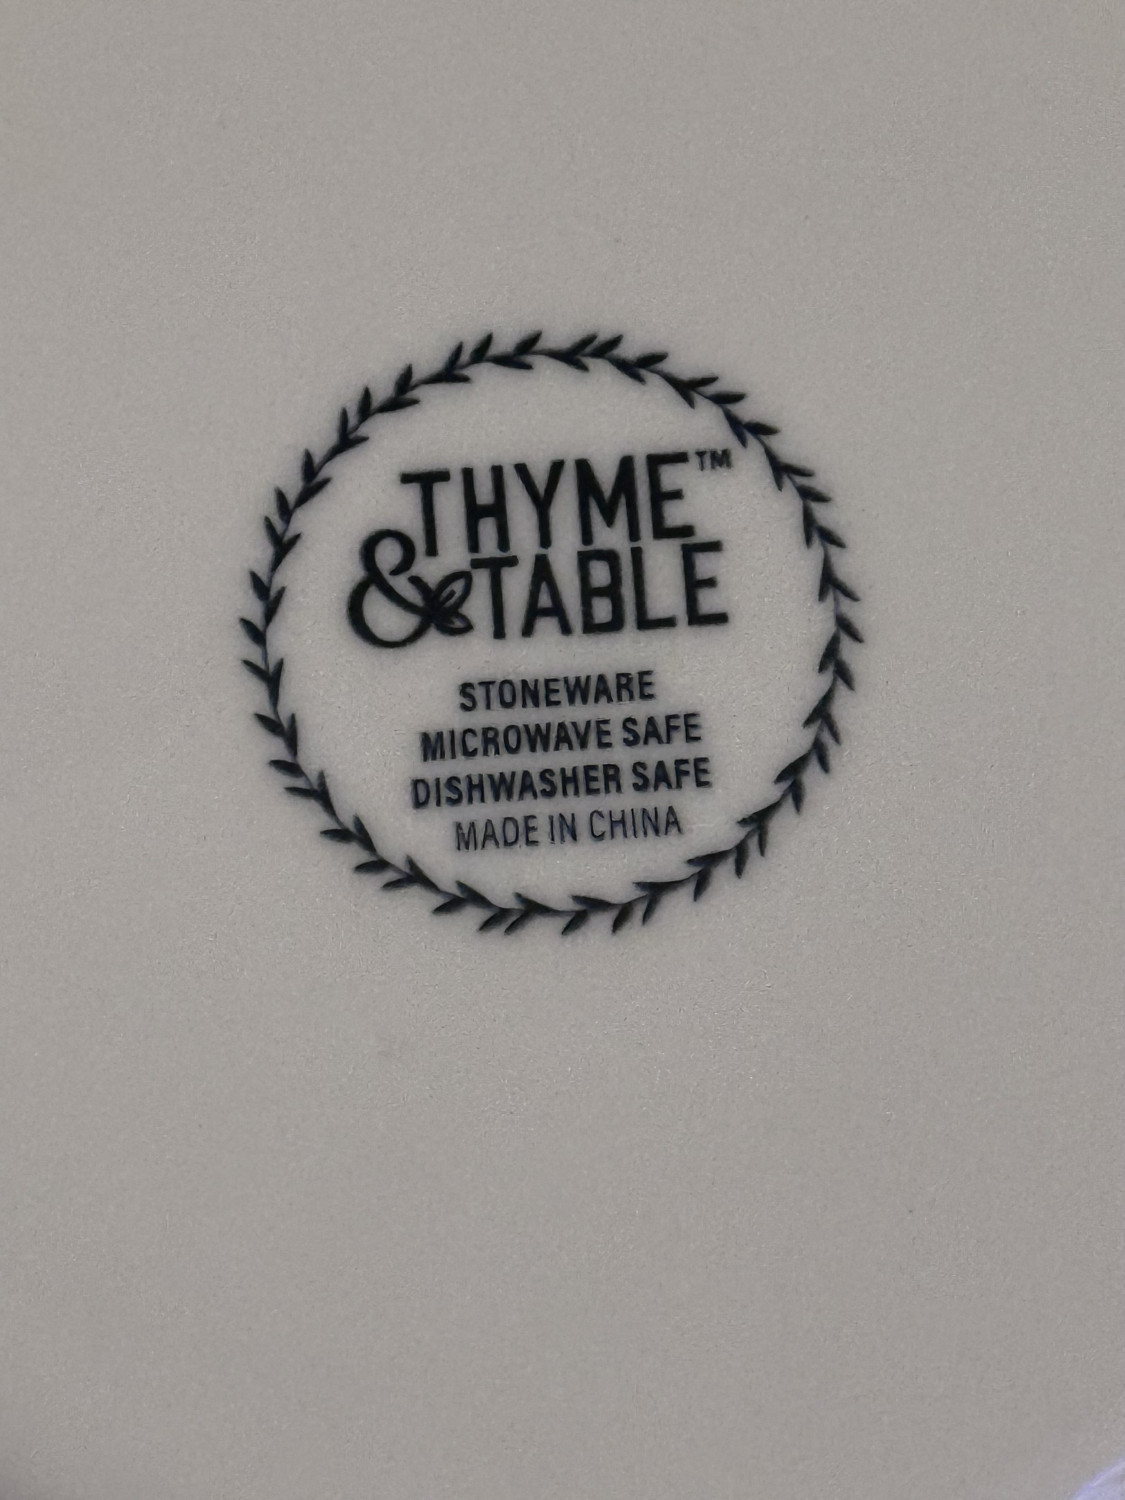 THYME™
& TABLE
STONEWARE
MICROWAVE SAFE
DISHWASHER SAFE
MADE IN CHINA